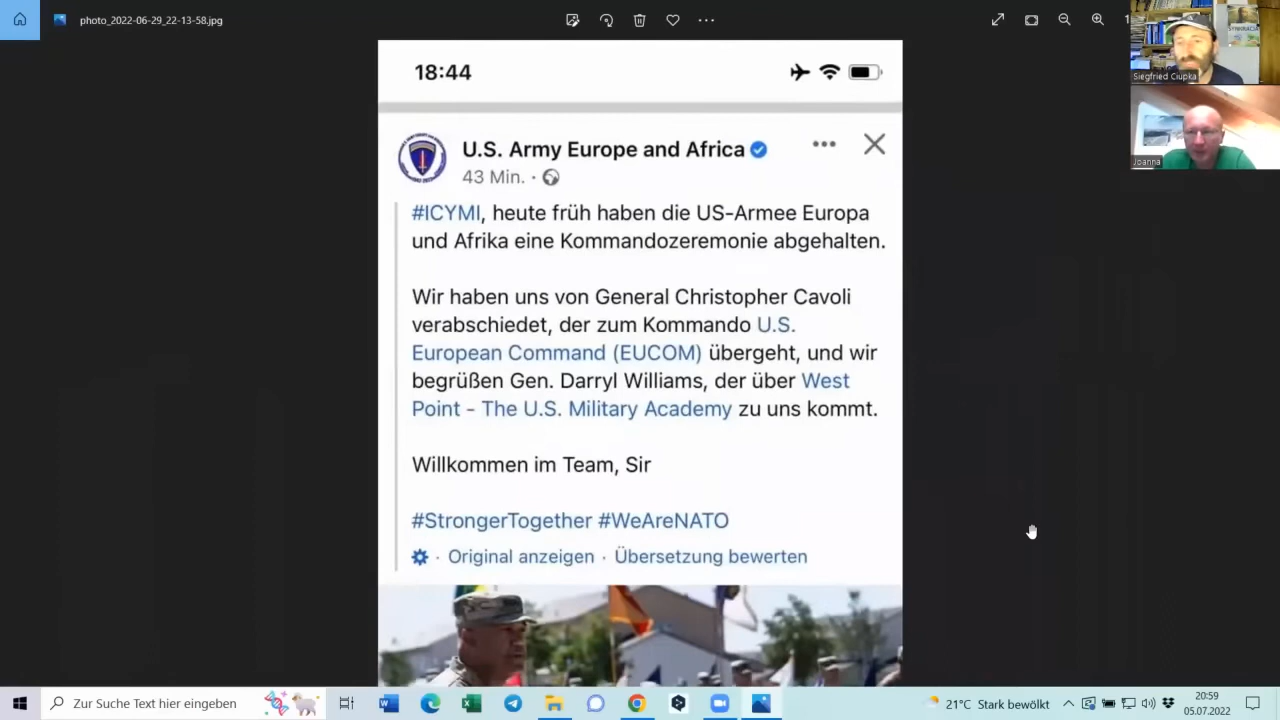 photo_2022-06-29_22-13-58.jpg
Siegfried Ciupka
Joanna
18:44
U.S. Army Europe and Africa
43 Min. ·
#ICYMI, heute früh haben die US-Armee Europa
und Afrika eine Kommandozeremonie abgehalten.
Wir haben uns von General Christopher Cavoli
verabschiedet, der zum Kommando U.S.
European Command (EUCOM) übergeht, und wir
begrüßen Gen. Darryl Williams, der über West
Point - The U.S. Military Academy zu uns kommt.
Willkommen im Team, Sir
#StrongerTogether #WeAreNATO
· Original anzeigen · Übersetzung bewerten
Zur Suche Text hier eingeben
21°C Stark bewölkt
20:59
05.07.2022